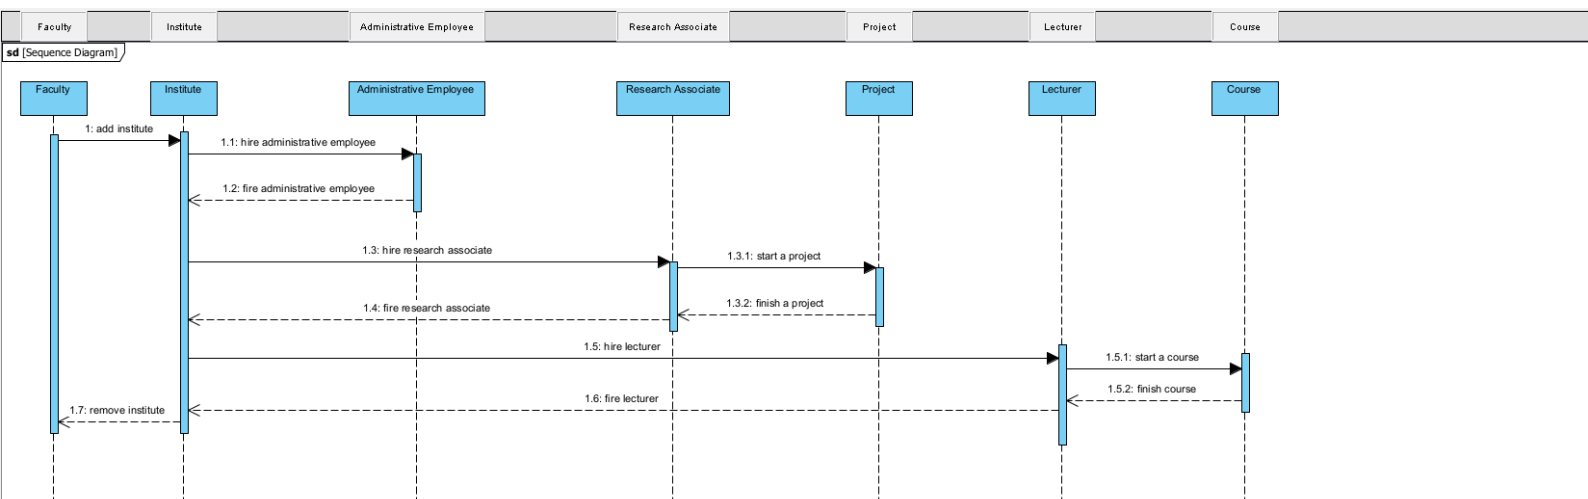 Faculty
Institute
Administrative Employee
Research Associate
Project
Lecturer
Course
sd [Sequence Diagram]
Faculty
Institute
Administrative Employee
Research Associate
Project
Lecturer
Course
1: add institute
1.1: hire administrative employee
1.2: fire administrative employee
1.3: hire research associate
1.3.1: start a project
1.3.2: finish a project
1.4: fire research associate
1.5: hire lecturer
1.5.1: start a course
1.5.2: finish course
1.6: fire lecturer
1.7: remove institute